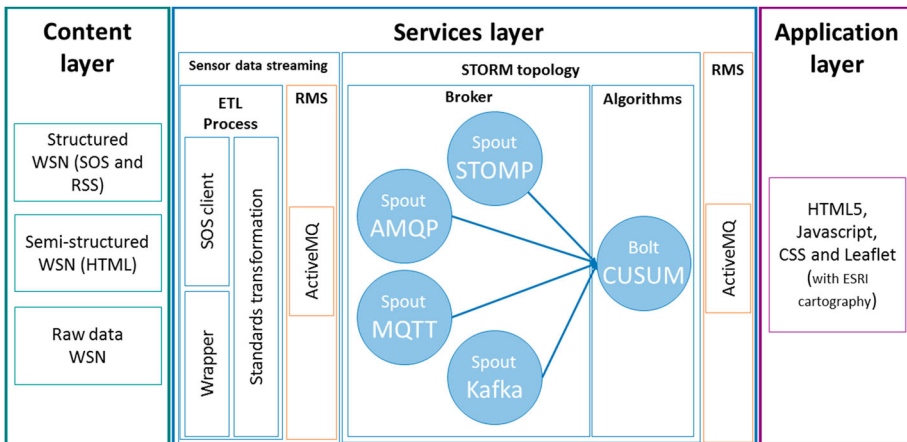 Content
layer
Structured
WSN (SOS and
RSS)
Semi-structured
WSN (HTML)
Raw data
WSN
Services layer
Sensor data streaming
ETL
Process
SOS client
Wrapper
Standards transformation
RMS
ActiveMQ
STORM topology
Broker
Spout
STOMP
Spout
AMQP
Spout
MQTT
Spout
Kafka
Algorithms
Bolt
CUSUM
RMS
ActiveMQ
Application
layer
HTML5,
Javascript,
CSS and Leaflet
(with ESRI
cartography)